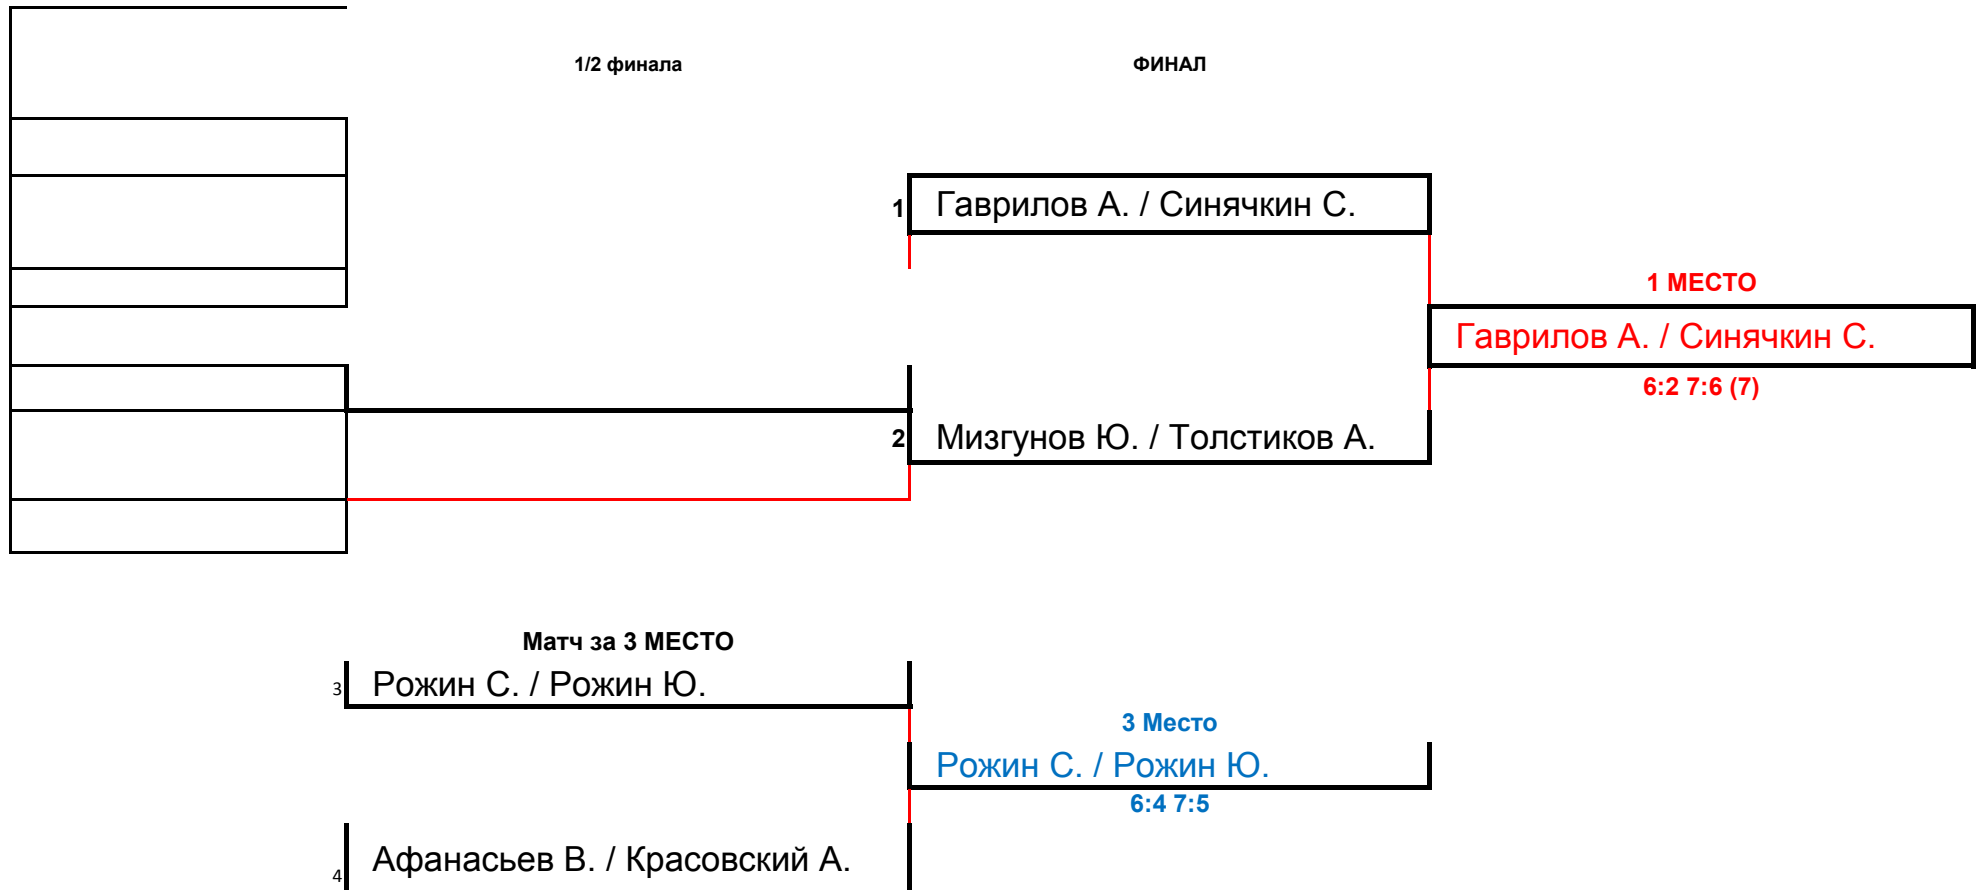 1/2 финала
ФИНАЛ
1
Гаврилов А. / Синячкин С.
1 МЕСТО
Гаврилов А. / Синячкин С.
6:2 7:6 (7)
2
Мизгунов Ю. / Толстиков А.
Матч за 3 МЕСТО
3
Рожин С. / Рожин Ю.
3 Место
Рожин С. / Рожин Ю.
6:4 7:5
4
Афанасьев В. / Красовский А.